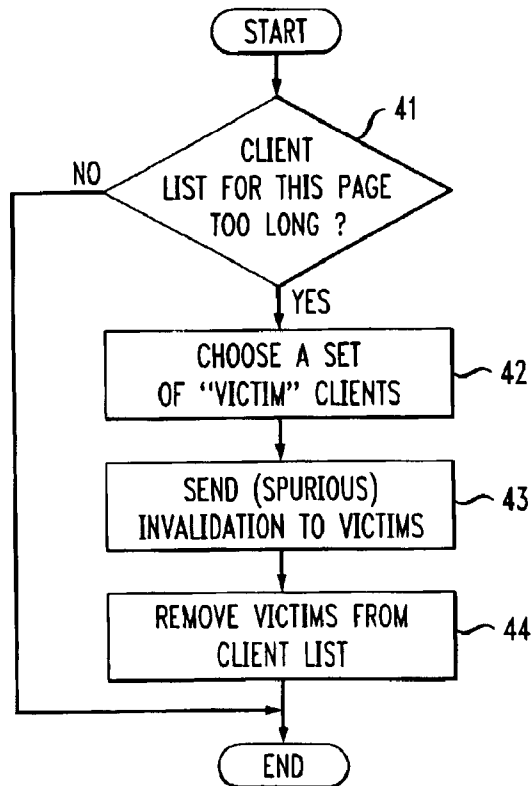 START
41
CLIENT
LIST FOR THIS PAGE
TOO LONG ?
NO
YES
CHOOSE A SET
OF "VICTIM" CLIENTS
42
SEND (SPURIOUS)
INVALIDATION TO VICTIMS
43
REMOVE VICTIMS FROM
CLIENT LIST
44
END